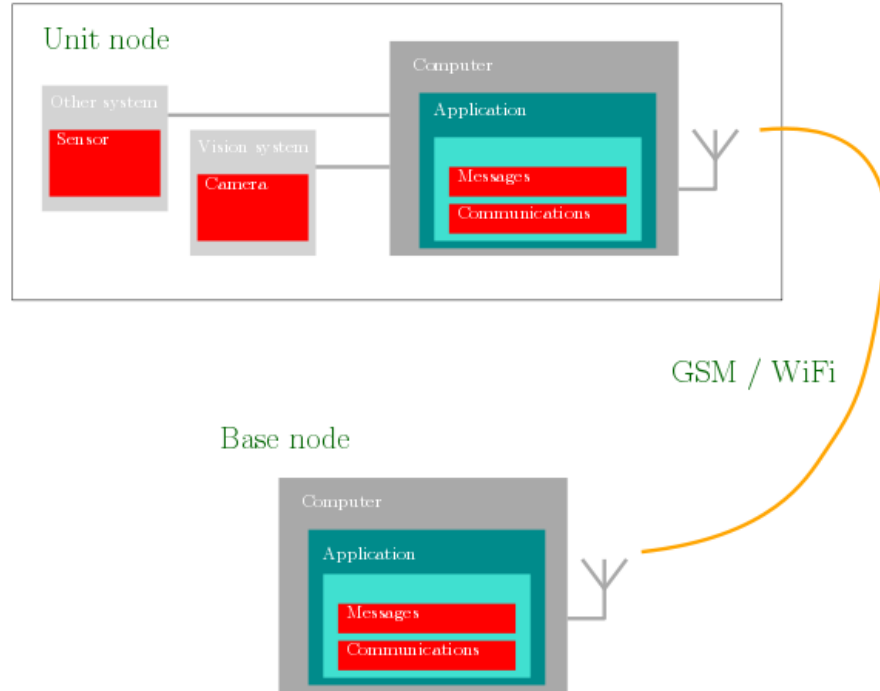 Unit node
Computer
Other system
Application
Sensor
Vision system
Messages
Camera
Communications
GSM / WiFi
Base node
Computer
Application
Messages
Communications